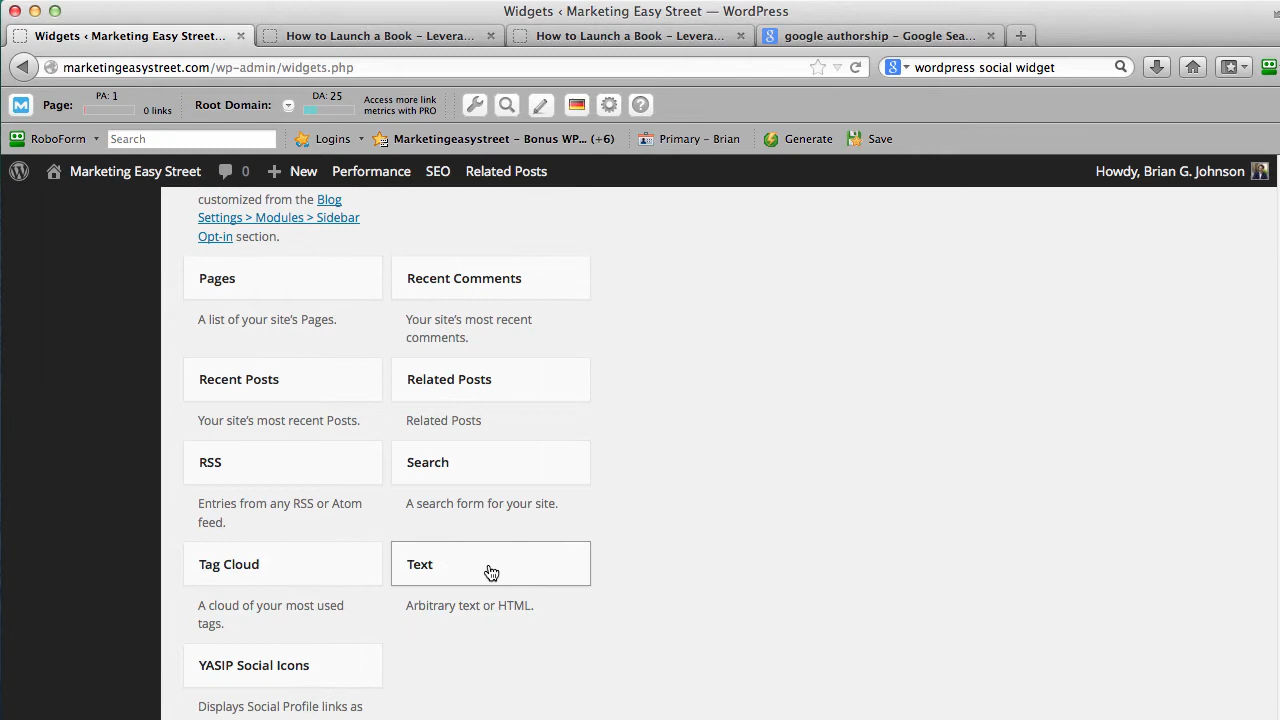 Widgets ‹ Marketing Easy Street — WordPress
Widgets ‹ Marketing Easy Street...
How to Launch a Book – Levera...
How to Launch a Book – Levera...
google authorship – Google Sea...
marketingeasystreet.com/wp-admin/widgets.php
wordpress social widget
Page:
PA: 1
0 links
Root Domain:
DA: 25
Access more link
metrics with PRO
RoboForm
Search
Logins
Marketingeasystreet – Bonus WP... (+6)
Primary – Brian
Generate
Save
Marketing Easy Street
0
New
Performance
SEO
Related Posts
Howdy, Brian G. Johnson
customized from the Blog
Settings > Modules > Sidebar
Opt-in section.
Pages
Recent Comments
A list of your site's Pages.
Your site's most recent
comments.
Recent Posts
Related Posts
Your site's most recent Posts.
Related Posts
RSS
Search
Entries from any RSS or Atom
feed.
A search form for your site.
Tag Cloud
Text
A cloud of your most used
tags.
Arbitrary text or HTML.
YASIP Social Icons
Displays Social Profile links as